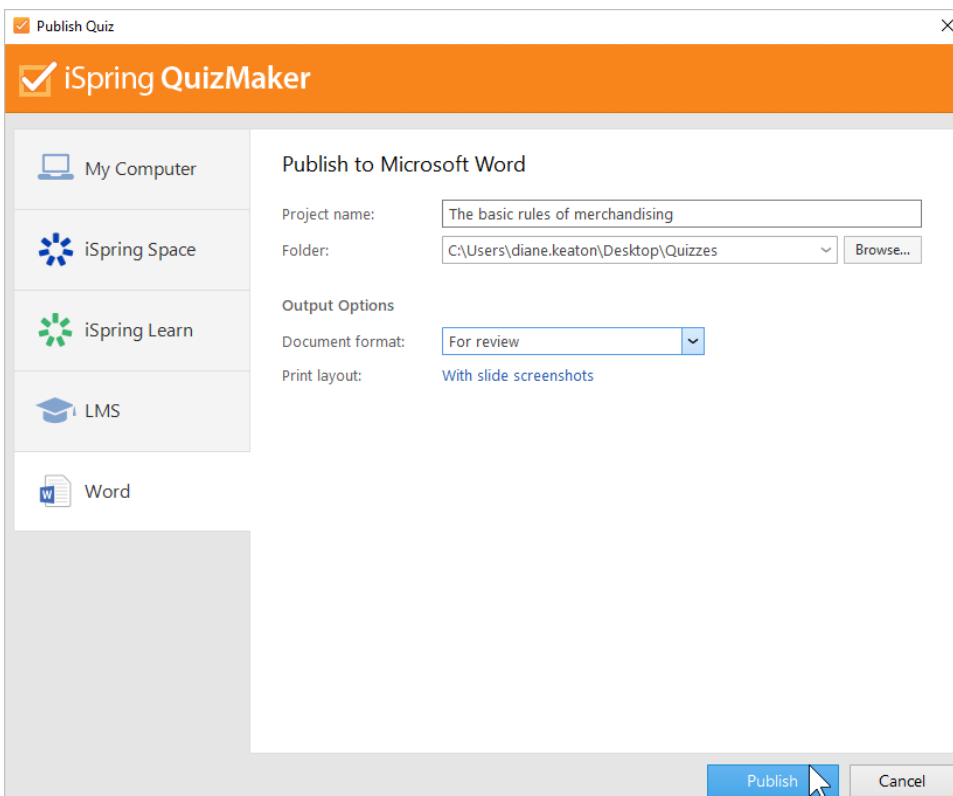 Publish Quiz
iSpring QuizMaker
My Computer
iSpring Space
iSpring Learn
LMS
Word
Publish to Microsoft Word
Project name: The basic rules of merchandising
Folder: C:\Users\diane.keaton\Desktop\Quizzes Browse...
Output Options
Document format: For review
Print layout: With slide screenshots
Publish Cancel